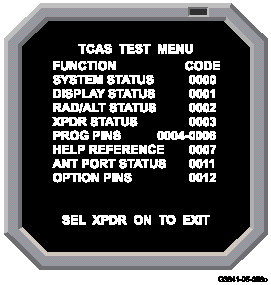 TCAS TEST MENU
FUNCTION CODE
SYSTEM STATUS 0000
DISPLAY STATUS 0001
RAD/ALT STATUS 0002
XPDR STATUS 0003
PROG PINS 0004-0006
HELP REFERENCE 0007
ANT PORT STATUS 0011
OPTION PINS 0012
SEL XPDR ON TO EXIT